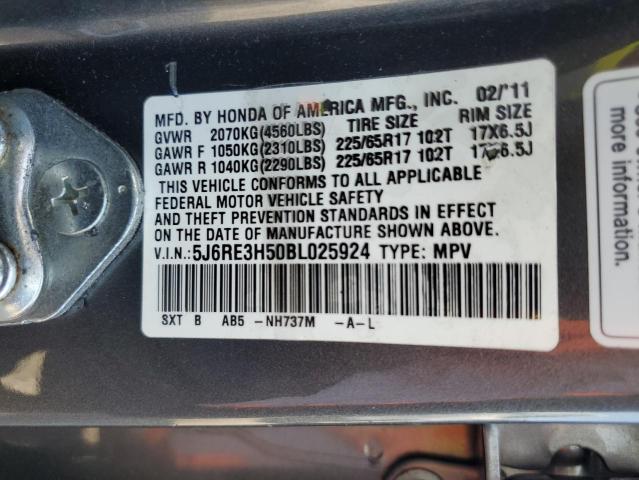 MFD. BY HONDA OF AMERICA MFG., INC. 02/'11
GVWR 2070KG(4560LBS) TIRE SIZE RIM SIZE
GAWR F 1050KG(2310LBS) 225/65R17 102T 17X6.5J
GAWR R 1040KG(2290LBS) 225/65R17 102T 17X6.5J
THIS VEHICLE CONFORMS TO ALL APPLICABLE
FEDERAL MOTOR VEHICLE SAFETY
AND THEFT PREVENTION STANDARDS IN EFFECT
ON THE DATE OF MANUFACTURE SHOWN ABOVE.
V.I.N.: 5J6RE3H50BL025924 TYPE: MPV
SXT B AB5 -NH737M -A-L
more information.